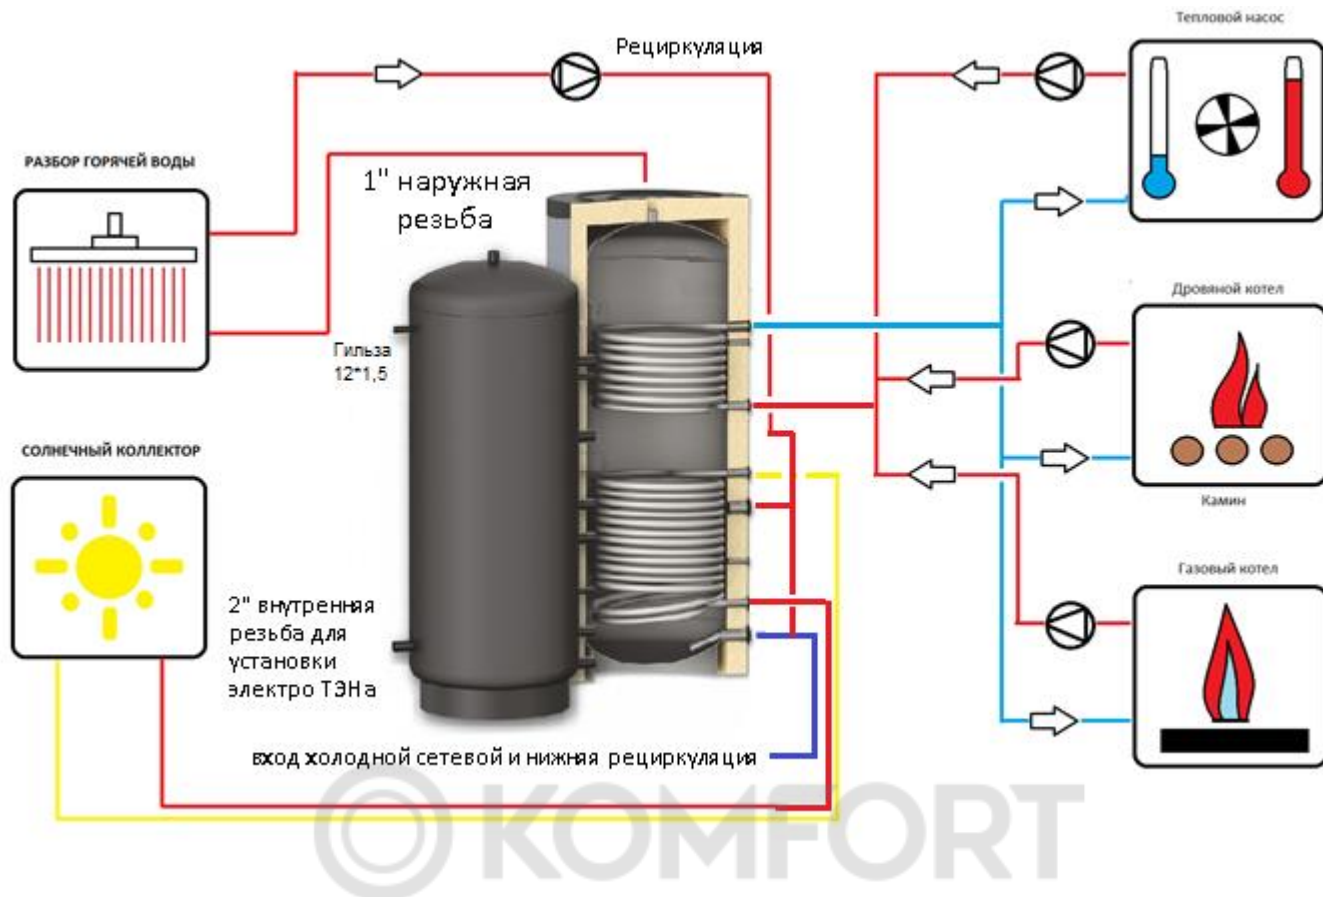 Тепловой насос
Рециркуляция
РАЗБОР ГОРЯЧЕЙ ВОДЫ
1" наружная
резьба
Дровяной котел
Гильза
12*1,5
СОЛНЕЧНЫЙ КОЛЛЕКТОР
Камин
Газовый котел
2" внутренняя
резьба для
установки
электро ТЭНа
вход холодной сетевой и нижняя рециркуляция
KOMFORT